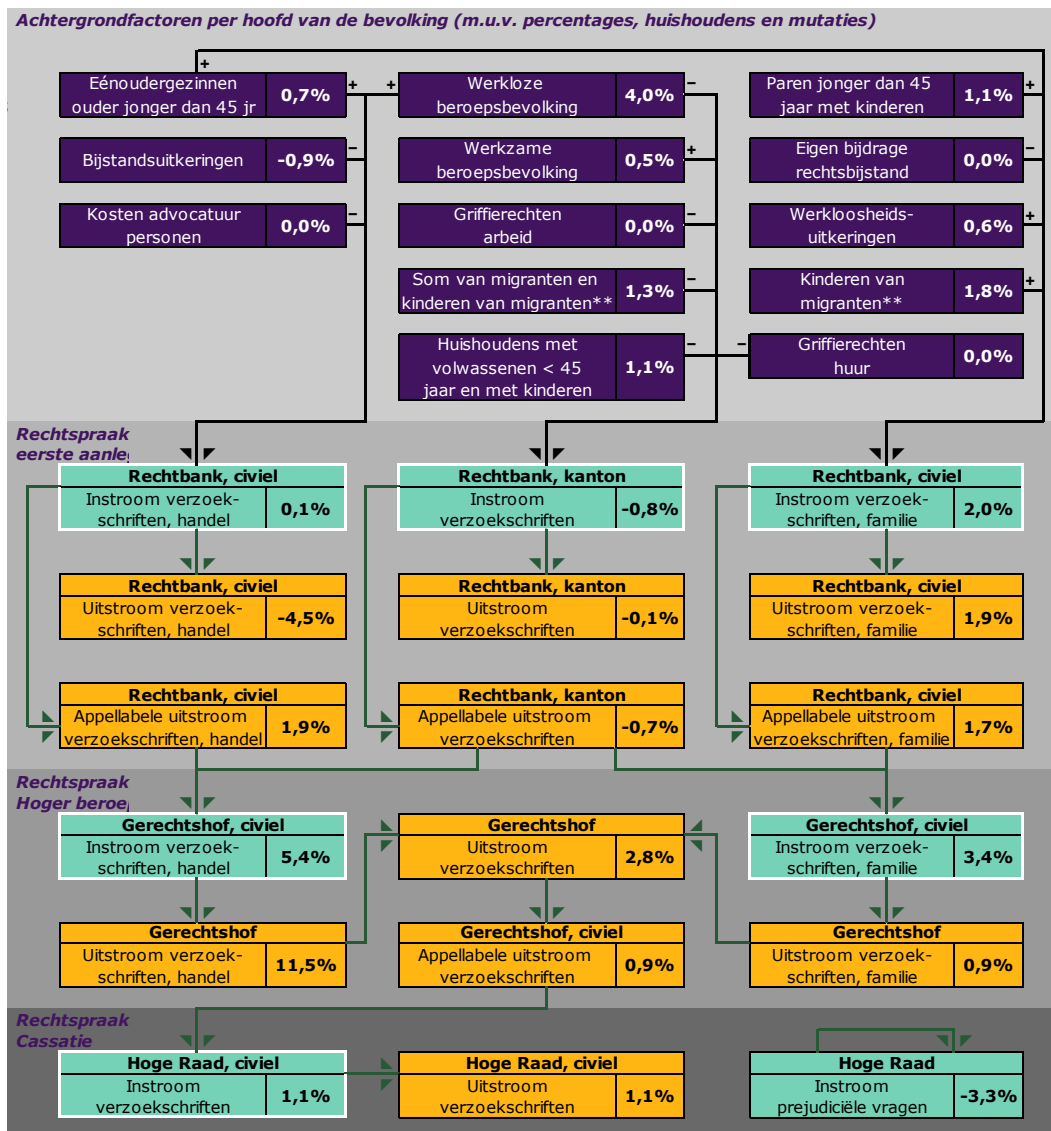 Achtergrondfactoren per hoofd van de bevolking (m.u.v. percentages, huishoudens en mutaties)
+
Eénoudergezinnen
ouder jonger dan 45 jr
0,7%
+
+
Werkloze
beroepsbevolking
4,0%
−
Paren jonger dan 45
jaar met kinderen
1,1%
+
Bijstandsuitkeringen
-0,9%
−
Werkzame
beroepsbevolking
0,5%
+
Eigen bijdrage
rechtsbijstand
0,0%
−
Kosten advocatuur
personen
0,0%
−
Griffierechten
arbeid
0,0%
−
Werkloosheids-
uitkeringen
0,6%
+
Som van migranten en
kinderen van migranten**
1,3%
−
Kinderen van
migranten**
1,8%
+
Huishoudens met
volwassenen < 45
jaar en met kinderen
1,1%
−
−
Griffierechten
huur
0,0%
Rechtspraak
eerste aanle
Rechtbank, civiel
Instroom verzoek-
schriften, handel
0,1%
Rechtbank, kanton
Instroom
verzoekschriften
-0,8%
Rechtbank, civiel
Instroom verzoek-
schriften, familie
2,0%
Rechtbank, civiel
Uitstroom verzoek-
schriften, handel
-4,5%
Rechtbank, kanton
Uitstroom
verzoekschriften
-0,1%
Rechtbank, civiel
Uitstroom verzoek-
schriften, familie
1,9%
Rechtbank, civiel
Appellabele uitstroom
verzoekschriften, handel
1,9%
Rechtbank, kanton
Appellabele uitstroom
verzoekschriften
-0,7%
Rechtbank, civiel
Appellabele uitstroom
verzoekschriften, familie
1,7%
Rechtspraak
Hoger beroe
Gerechtshof, civiel
Instroom verzoek-
schriften, handel
5,4%
Gerechtshof
Uitstroom
verzoekschriften
2,8%
Gerechtshof, civiel
Instroom verzoek-
schriften, familie
3,4%
Gerechtshof
Uitstroom verzoek-
schriften, handel
11,5%
Gerechtshof, civiel
Appellabele uitstroom
verzoekschriften
0,9%
Gerechtshof
Uitstroom verzoek-
schriften, familie
0,9%
Rechtspraak
Cassatie
Hoge Raad, civiel
Instroom
verzoekschriften
1,1%
Hoge Raad, civiel
Uitstroom
verzoekschriften
1,1%
Hoge Raad
Instroom
prejudiciële vragen
-3,3%